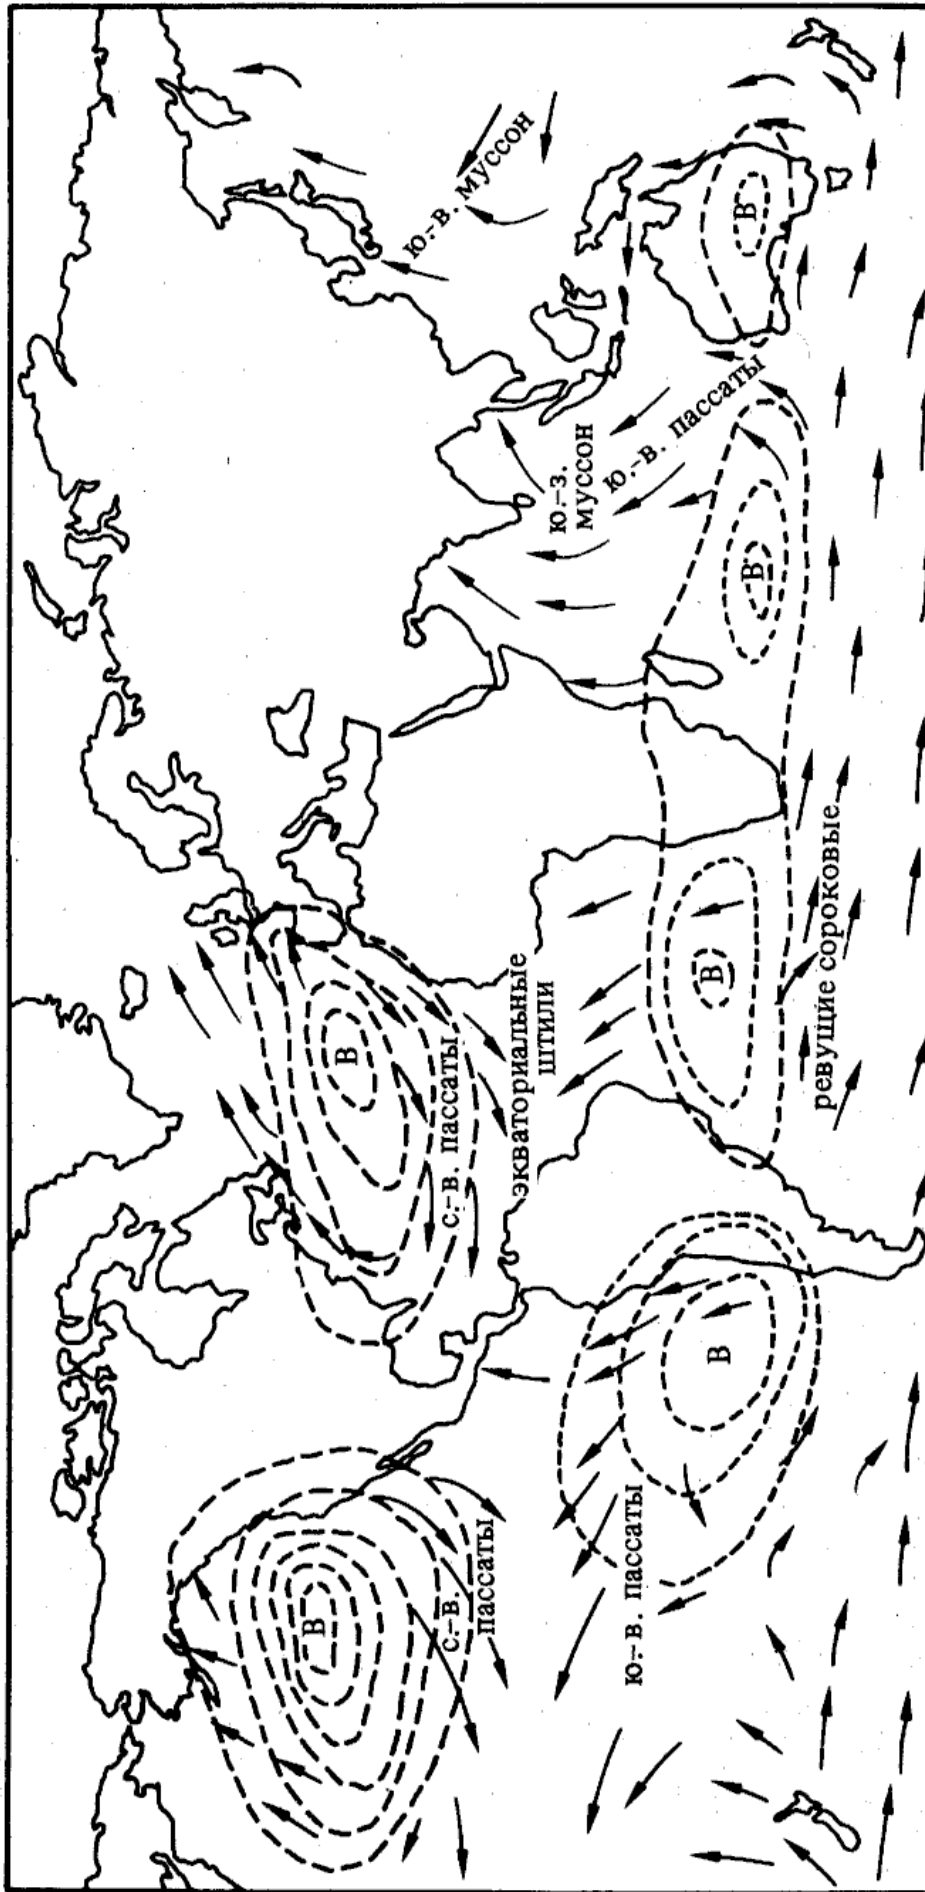 В
с.-в.
пассаты
В
с.-в. пассаты
экваториальные
штили
ю.-в. муссон
ю.-з.
муссон
ю.-в. пассаты
ю.-в. пассаты
В
В
В
В
ревущие сороковые